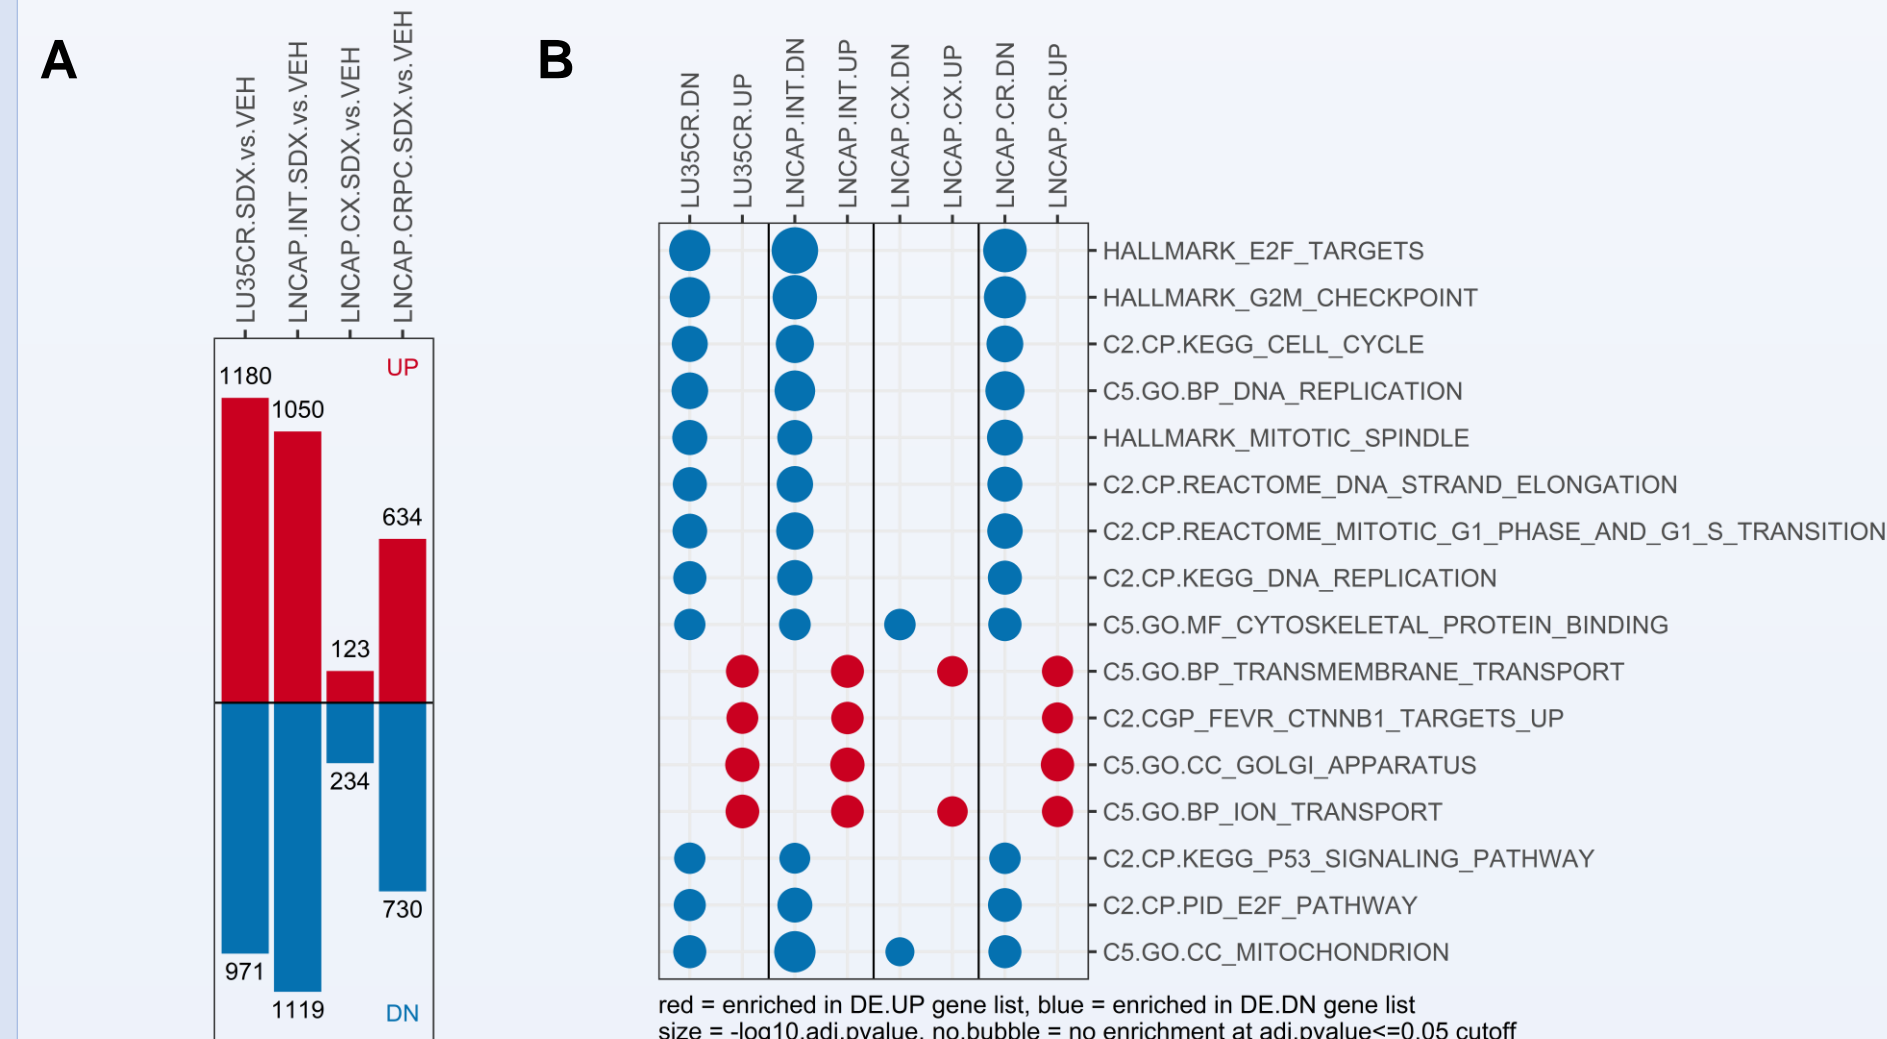 A
LU35CR.SDX.vs.VEH
LNCAP.INT.SDX.vs.VEH
LNCAP.CX.SDX.vs.VEH
LNCAP.CRPC.SDX.vs.VEH
UP
1180
1050
123
634
971
1119
234
730
DN
B
LU35CR.DN
LU35CR.UP
LNCAP.INT.DN
LNCAP.INT.UP
LNCAP.CX.DN
LNCAP.CX.UP
LNCAP.CR.DN
LNCAP.CR.UP
HALLMARK_E2F_TARGETS
HALLMARK_G2M_CHECKPOINT
C2.CP.KEGG_CELL_CYCLE
C5.GO.BP_DNA_REPLICATION
HALLMARK_MITOTIC_SPINDLE
C2.CP.REACTOME_DNA_STRAND_ELONGATION
C2.CP.REACTOME_MITOTIC_G1_PHASE_AND_G1_S_TRANSITION
C2.CP.KEGG_DNA_REPLICATION
C5.GO.MF_CYTOSKELETAL_PROTEIN_BINDING
C5.GO.BP_TRANSMEMBRANE_TRANSPORT
C2.CGP_FEVR_CTNNB1_TARGETS_UP
C5.GO.CC_GOLGI_APPARATUS
C5.GO.BP_ION_TRANSPORT
C2.CP.KEGG_P53_SIGNALING_PATHWAY
C2.CP.PID_E2F_PATHWAY
C5.GO.CC_MITOCHONDRION
red = enriched in DE.UP gene list, blue = enriched in DE.DN gene list
size = -log10.adj.pvalue, no.bubble = no enrichment at adj.pvalue<=0.05 cutoff